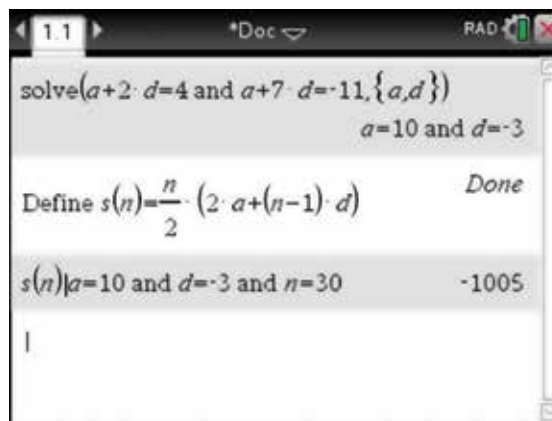 1.1 *Doc RAD
solve(a+2·d=4 and a+7·d=-11,{a,d})
a=10 and d=-3
Define s(n)=n/2·(2·a+(n-1)·d) Done
s(n)|a=10 and d=-3 and n=30 -1005